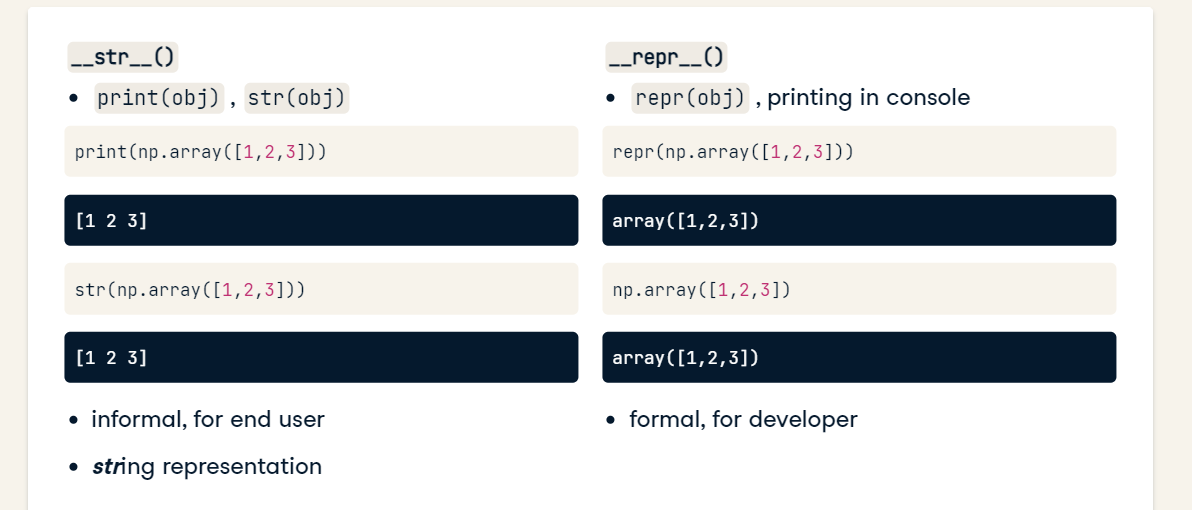 __str__()
• print(obj) , str(obj)
print(np.array([1,2,3]))
[1 2 3]
str(np.array([1,2,3]))
[1 2 3]
• informal, for end user
• string representation
__repr__()
• repr(obj) , printing in console
repr(np.array([1,2,3]))
array([1,2,3])
np.array([1,2,3])
array([1,2,3])
• formal, for developer